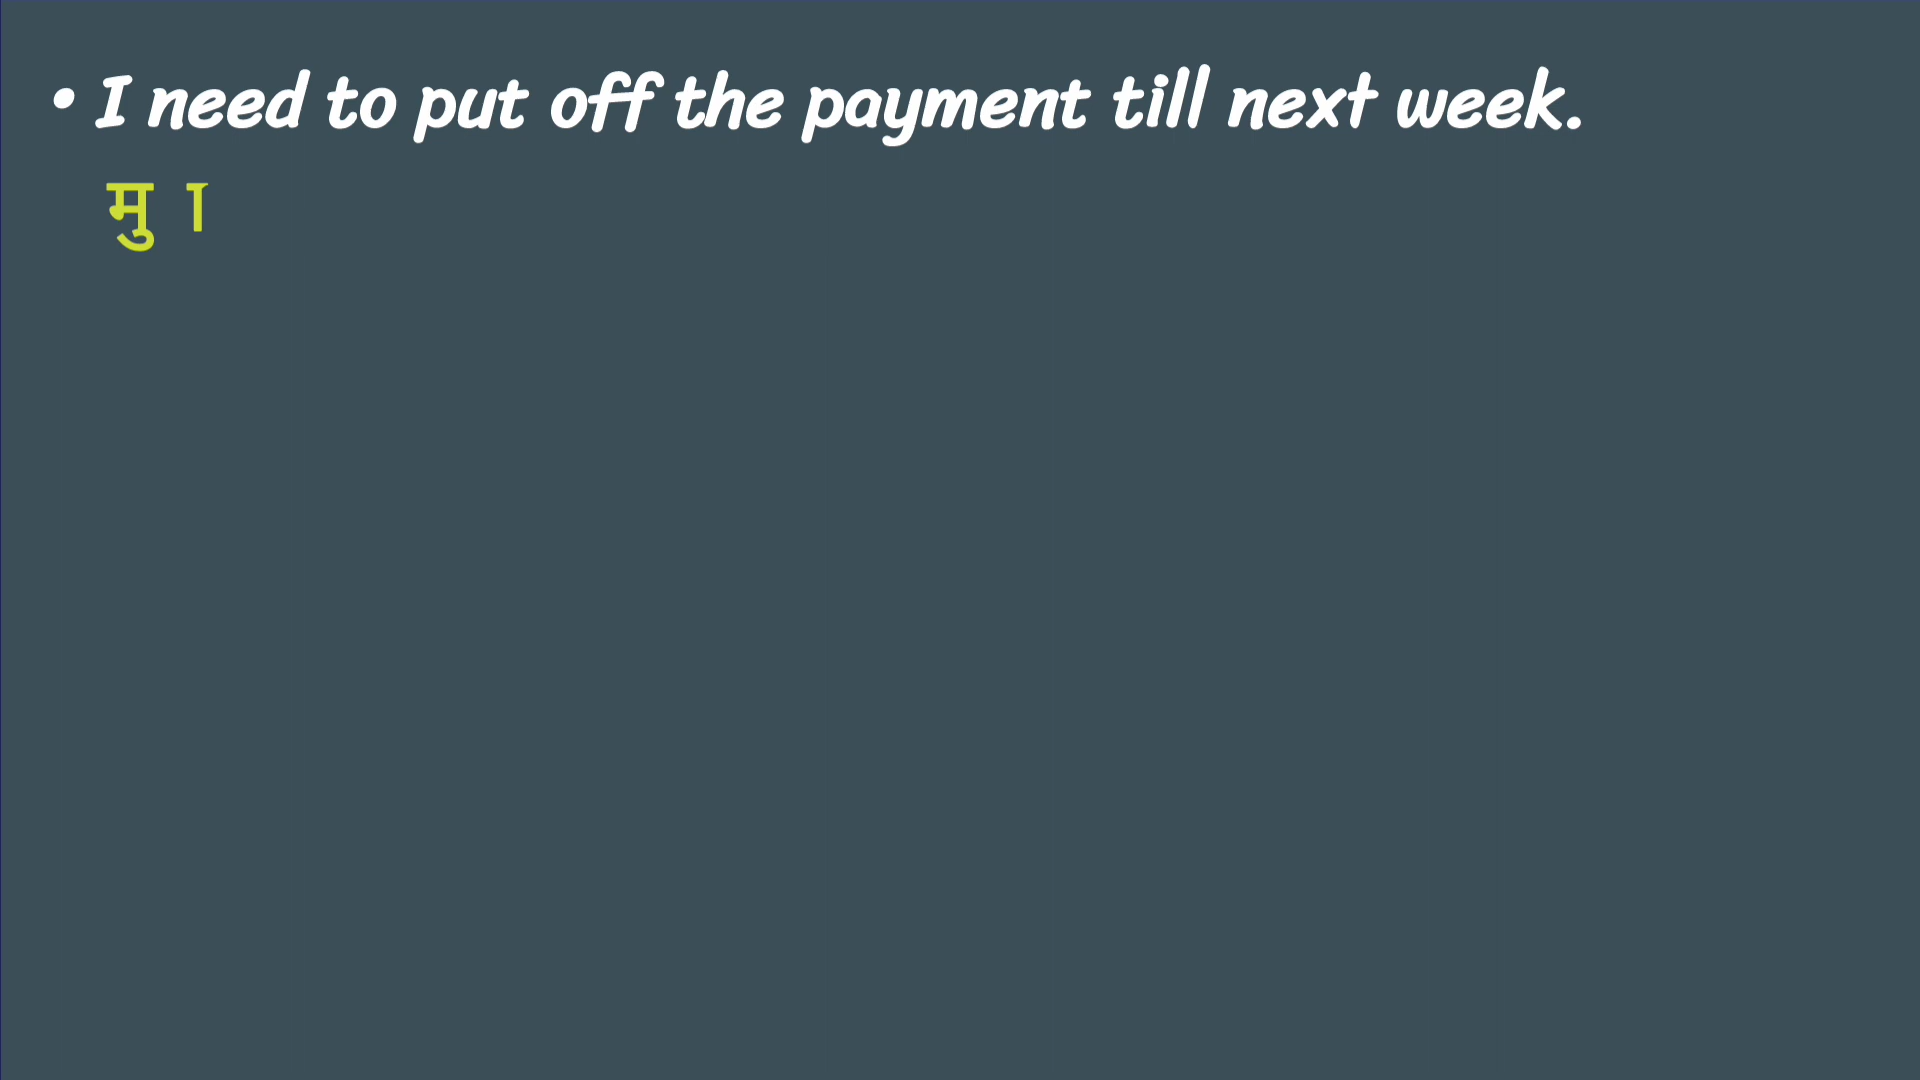 • I need to put off the payment till next week.
मु